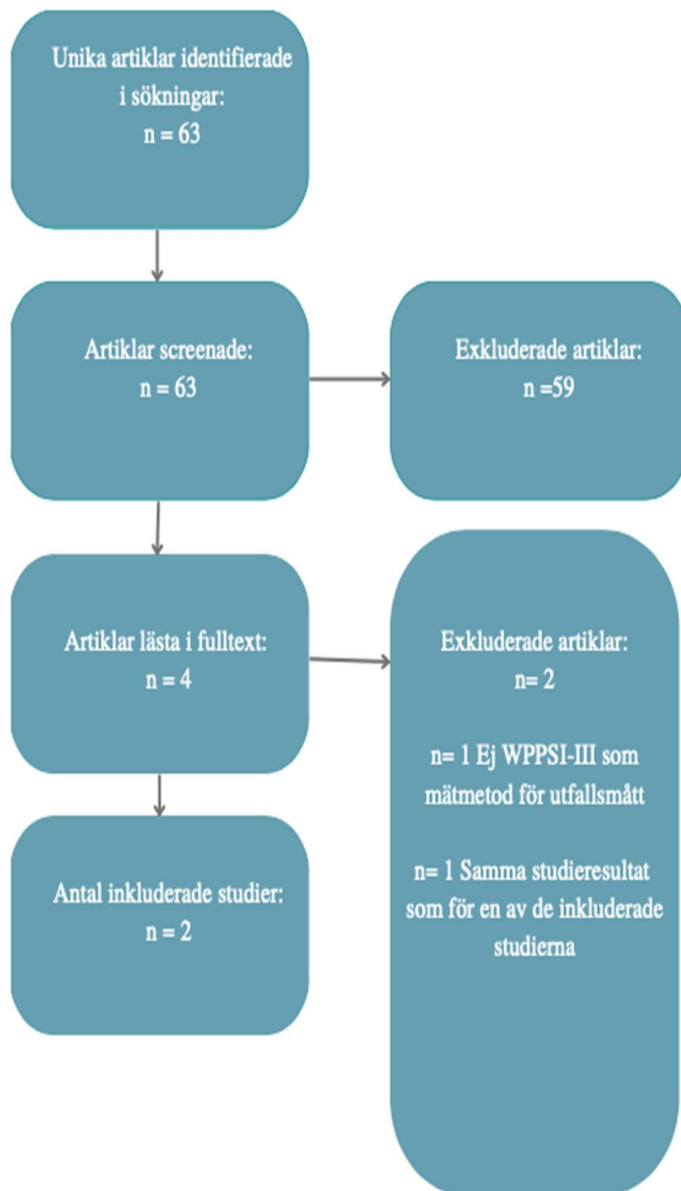 Unika artiklar identifierade
i sökningar:
n = 63
Artiklar screenade:
n = 63
Exkluderade artiklar:
n =59
Artiklar lästa i fulltext:
n = 4
Exkluderade artiklar:
n= 2
n= 1 Ej WPPSI-III som
mätmetod för utfallsmått
n= 1 Samma studieresultat
som för en av de inkluderade
studierna
Antal inkluderade studier:
n = 2